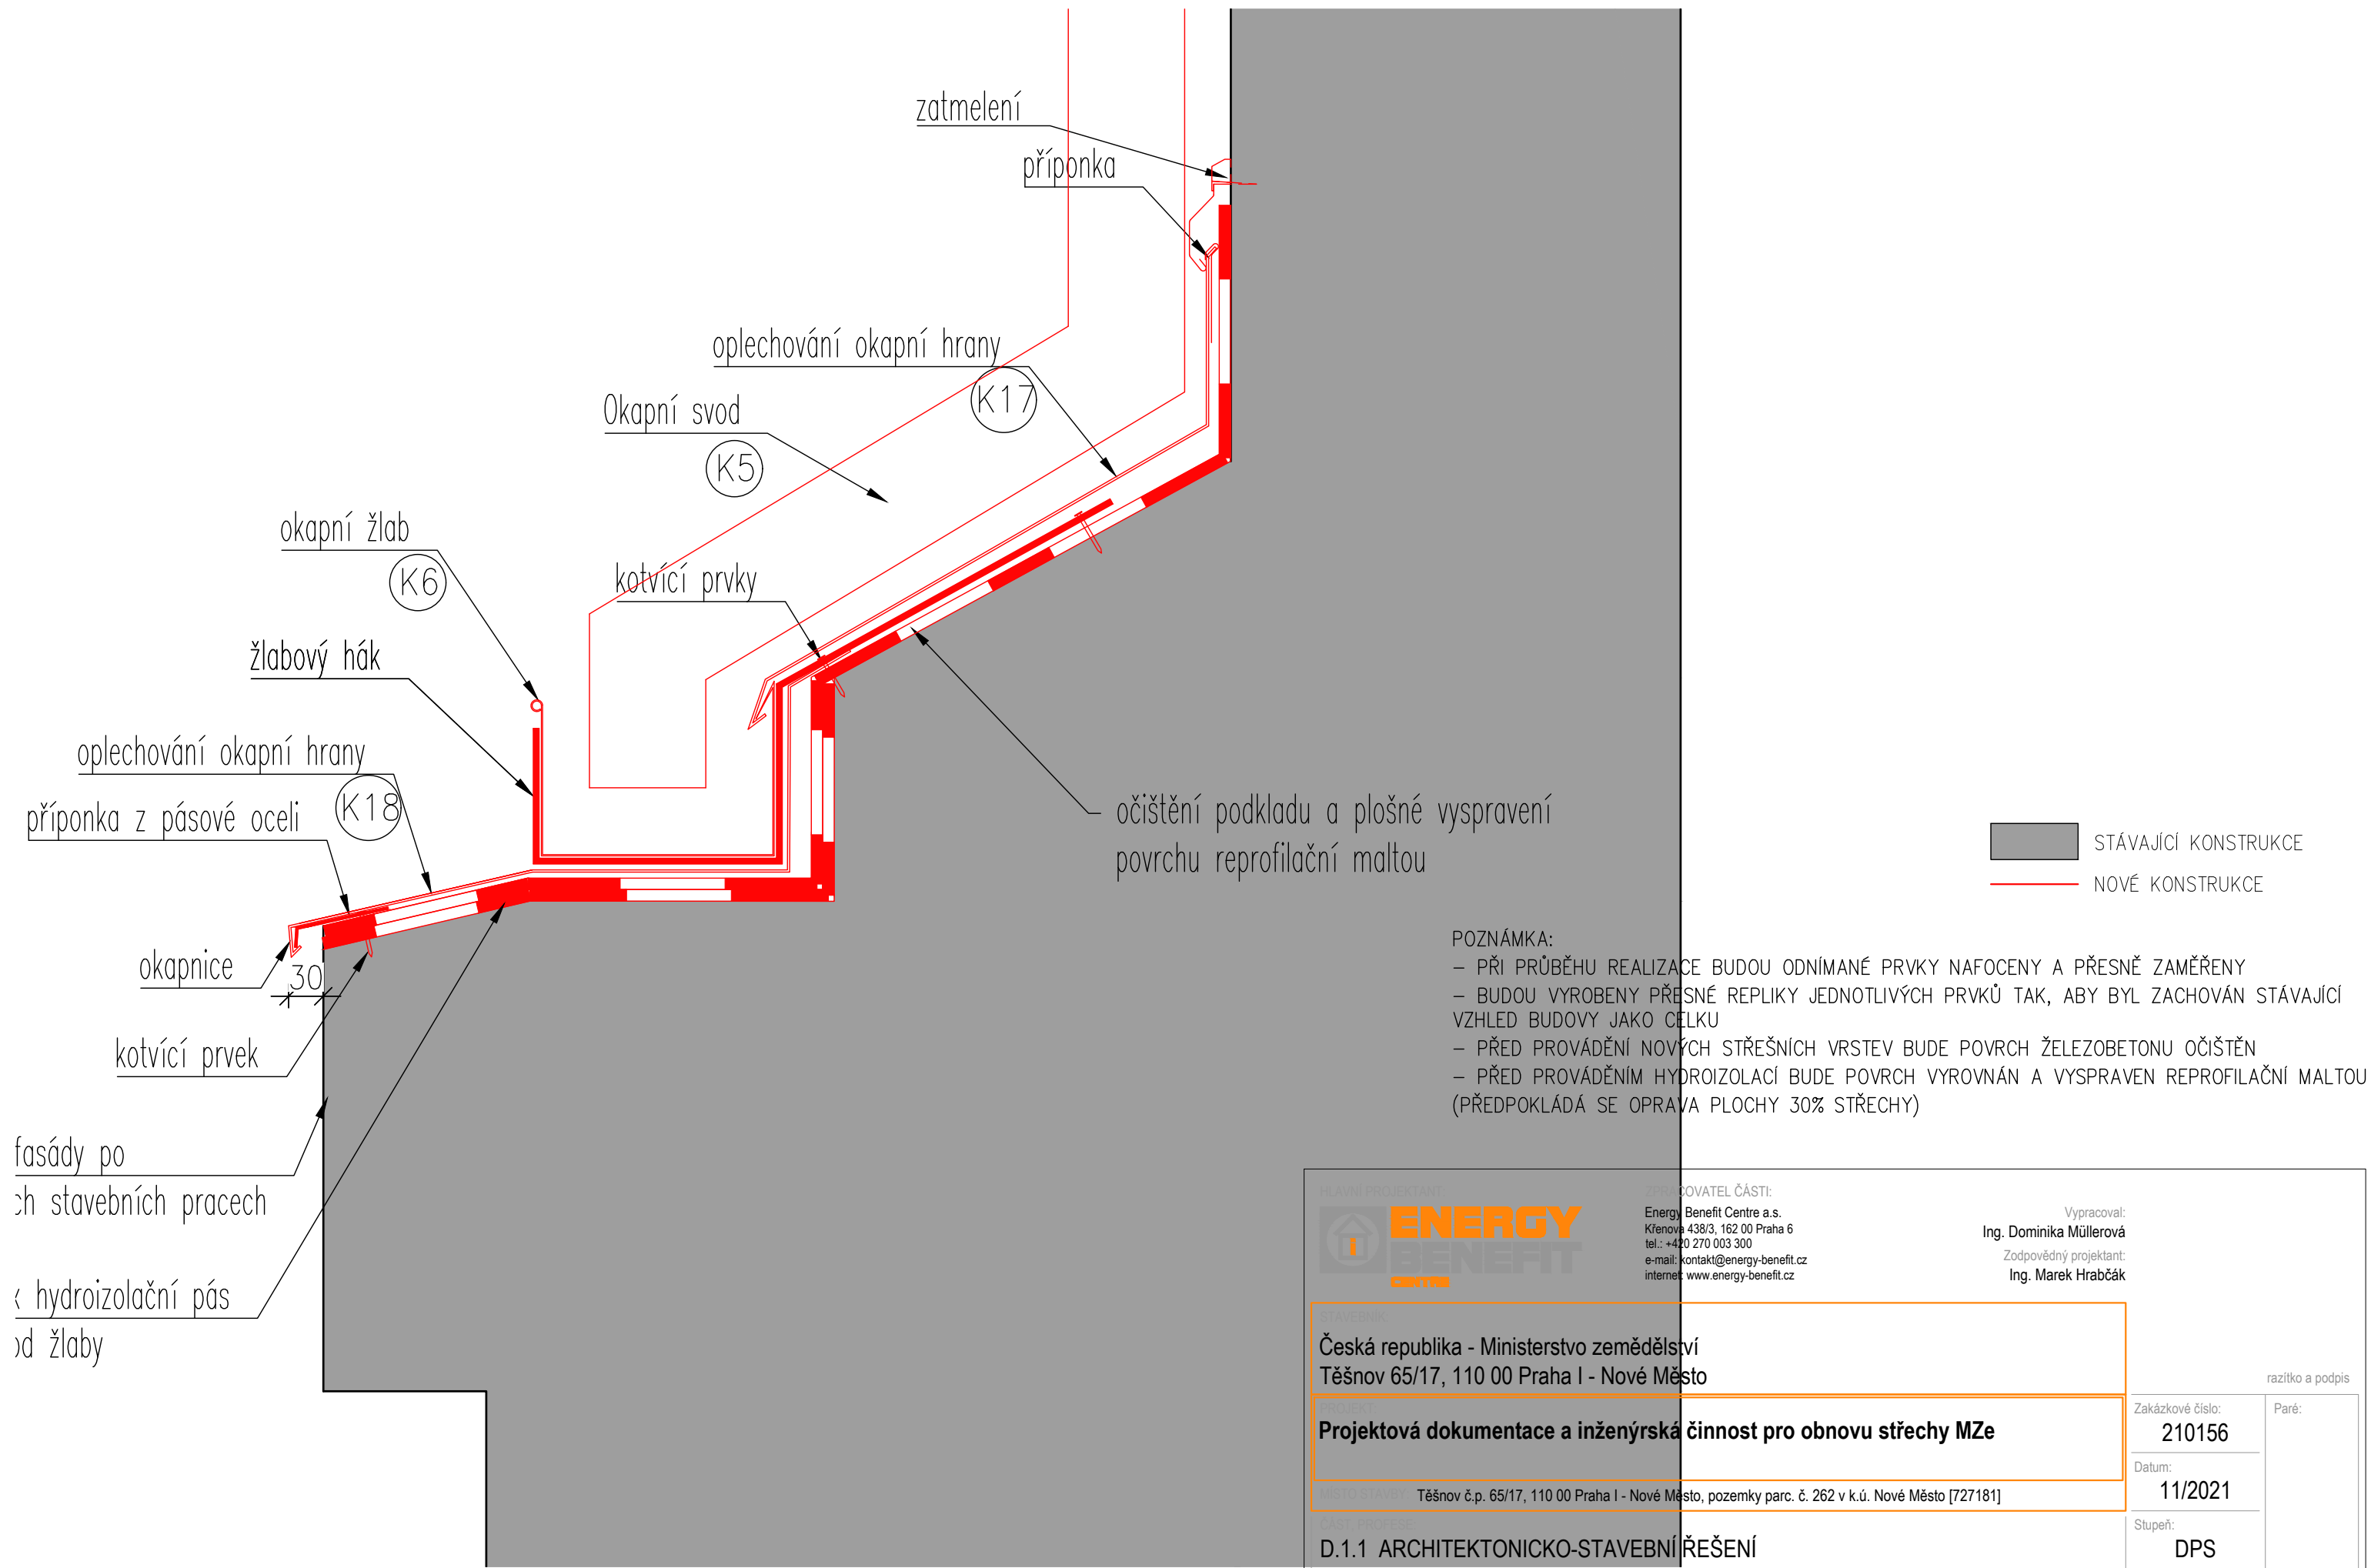 zatmelení
příponka
oplechování okapní hrany
K17
Okapní svod
K5
okapní žlab
K6
kotvící prvky
žlabový hák
oplechování okapní hrany
K18
příponka z pásové oceli
okapnice
30
kotvící prvek
fasády po
ch stavebních pracech
hydroizolační pás
od žlaby
očištění podkladu a plošné vyspravení
povrchu reprofilační maltou
STÁVAJÍCÍ KONSTRUKCE
NOVÉ KONSTRUKCE
POZNÁMKA:
– PŘI PRŮBĚHU REALIZACE BUDOU ODNÍMANÉ PRVKY NAFOCENY A PŘESNĚ ZAMĚŘENY
– BUDOU VYROBENY PŘESNÉ REPLIKY JEDNOTLIVÝCH PRVKŮ TAK, ABY BYL ZACHOVÁN STÁVAJÍCÍ
VZHLED BUDOVY JAKO CELKU
– PŘED PROVÁDĚNÍ NOVÝCH STŘEŠNÍCH VRSTEV BUDE POVRCH ŽELEZOBETONU OČIŠTĚN
– PŘED PROVÁDĚNÍM HYDROIZOLACÍ BUDE POVRCH VYROVNÁN A VYSPRAVEN REPROFILAČNÍ MALTOU
(PŘEDPOKLÁDÁ SE OPRAVA PLOCHY 30% STŘECHY)
HLAVNÍ PROJEKTANT:
ENERGY
BENEFIT
CENTRE
ZPRACOVATEL ČÁSTI:
Energy Benefit Centre a.s.
Křenova 438/3, 162 00 Praha 6
tel.: +420 270 003 300
e-mail: kontakt@energy-benefit.cz
internet: www.energy-benefit.cz
Vypracoval:
Ing. Dominika Müllerová
Zodpovědný projektant:
Ing. Marek Hrabčák
STAVEBNÍK:
Česká republika - Ministerstvo zemědělství
Těšnov 65/17, 110 00 Praha I - Nové Město
razítko a podpis
PROJEKT:
Projektová dokumentace a inženýrská činnost pro obnovu střechy MZe
Zakázkové číslo:
210156
Paré:
Datum:
11/2021
MÍSTO STAVBY: Těšnov č.p. 65/17, 110 00 Praha I - Nové Město, pozemky parc. č. 262 v k.ú. Nové Město [727181]
ČÁST, PROFESE:
D.1.1 ARCHITEKTONICKO-STAVEBNÍ ŘEŠENÍ
Stupeň:
DPS